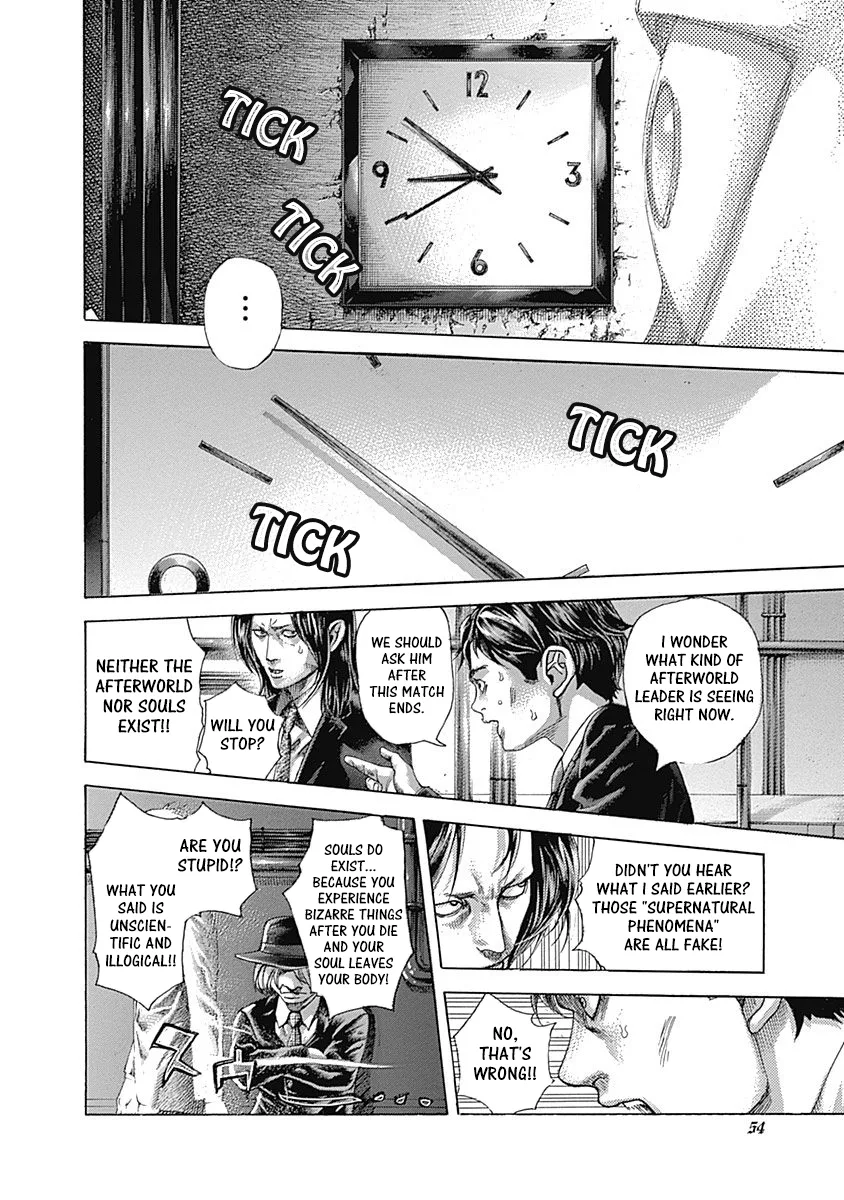 12
3
6
9
TICK
TICK
...
TICK
TICK
I WONDER
WHAT KIND OF
AFTERWORLD
LEADER IS SEEING
RIGHT NOW.
WE SHOULD
ASK HIM
AFTER
THIS MATCH
ENDS.
WILL YOU
STOP?
NEITHER THE
AFTERWORLD
NOR SOULS
EXIST!!
DIDN'T YOU HEAR
WHAT I SAID EARLIER?
THOSE "SUPERNATURAL
PHENOMENA"
ARE ALL FAKE!
NO,
THAT'S
WRONG!!
SOULS DO
EXIST...
BECAUSE YOU
EXPERIENCE
BIZARRE THINGS
AFTER YOU DIE
AND YOUR
SOUL LEAVES
YOUR BODY!
ARE YOU
STUPID!?
WHAT YOU
SAID IS
UNSCIEN-
TIFIC AND
ILLOGICAL!!
54